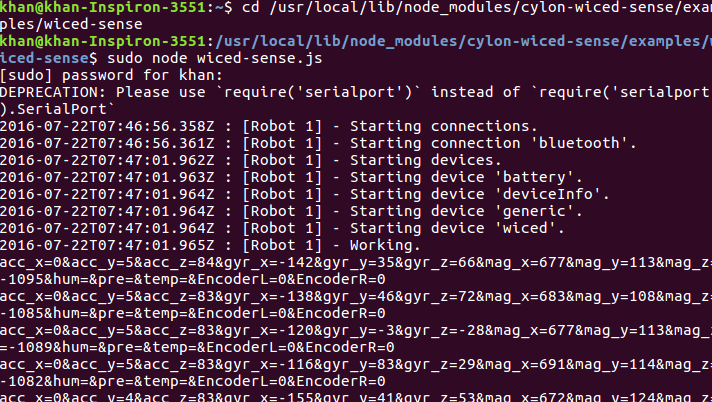 khan@khan-Inspiron-3551:~$ cd /usr/local/lib/node_modules/cylon-wiced-sense/exam
ples/wiced-sense
khan@khan-Inspiron-3551:/usr/local/lib/node_modules/cylon-wiced-sense/examples/w
iced-sense$ sudo node wiced-sense.js
[sudo] password for khan:
DEPRECATION: Please use `require('serialport')` instead of `require('serialport'
).SerialPort`
2016-07-22T07:46:56.358Z : [Robot 1] - Starting connections.
2016-07-22T07:46:56.361Z : [Robot 1] - Starting connection 'bluetooth'.
2016-07-22T07:47:01.962Z : [Robot 1] - Starting devices.
2016-07-22T07:47:01.963Z : [Robot 1] - Starting device 'battery'.
2016-07-22T07:47:01.964Z : [Robot 1] - Starting device 'deviceInfo'.
2016-07-22T07:47:01.964Z : [Robot 1] - Starting device 'generic'.
2016-07-22T07:47:01.964Z : [Robot 1] - Starting device 'wiced'.
2016-07-22T07:47:01.965Z : [Robot 1] - Working.
acc_x=0&acc_y=5&acc_z=84&gyr_x=-142&gyr_y=35&gyr_z=66&mag_x=677&mag_y=113&mag_z=
-1095&hum=&pre=&temp=&EncoderL=0&EncoderR=0
acc_x=0&acc_y=5&acc_z=83&gyr_x=-138&gyr_y=46&gyr_z=72&mag_x=683&mag_y=108&mag_z=
-1085&hum=&pre=&temp=&EncoderL=0&EncoderR=0
acc_x=0&acc_y=5&acc_z=83&gyr_x=-120&gyr_y=-3&gyr_z=-28&mag_x=677&mag_y=113&mag_z
=-1089&hum=&pre=&temp=&EncoderL=0&EncoderR=0
acc_x=0&acc_y=5&acc_z=83&gyr_x=-116&gyr_y=83&gyr_z=29&mag_x=691&mag_y=114&mag_z=
-1082&hum=&pre=&temp=&EncoderL=0&EncoderR=0
acc_x=0&acc_y=4&acc_z=83&gyr_x=-155&gyr_y=41&gyr_z=53&mag_x=672&mag_y=124&mag_z=